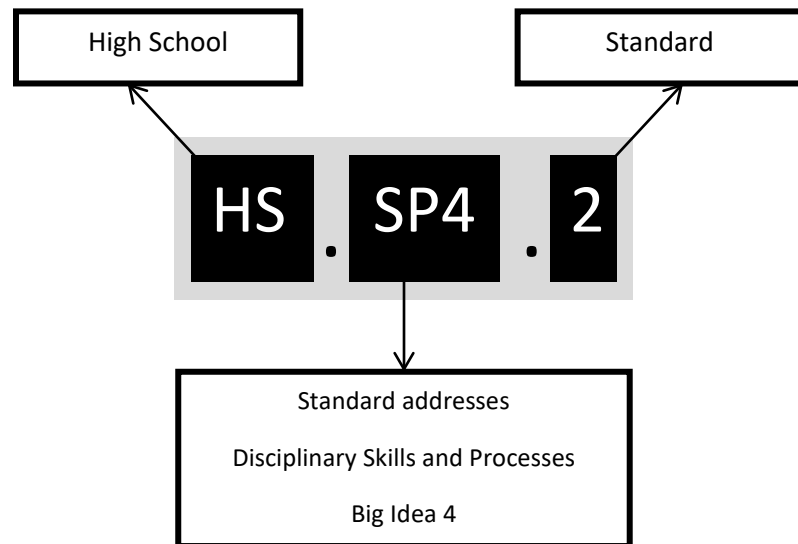 High School
Standard
HS . SP4 . 2
Standard addresses
Disciplinary Skills and Processes
Big Idea 4